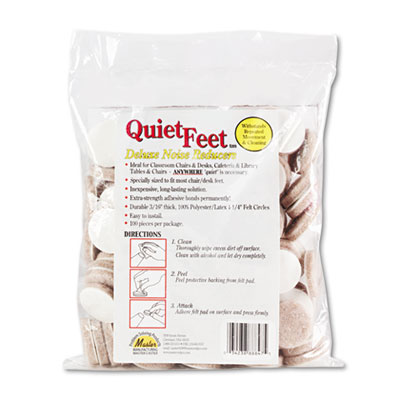 Quiet Feet tm
Deluxe Noise Reducers
Withstands
Repeated
Movement
& Cleaning
• Ideal for Classroom Chairs & Desks, Cafeteria & Library
Tables & Chairs - ANYWHERE 'quiet' is necessary.
• Specially sized to fit most chair/desk feet.
• Inexpensive, long-lasting solution.
• Extra-strength adhesive bonds permanently!
• Durable 3/16" thick, 100% Polyester/Latex 1 1/4" Felt Circles
• Easy to install.
• 100 pieces per package.
DIRECTIONS
1. Clean
Thoroughly wipe excess dirt off surface.
Clean with alcohol and let dry completely.
2. Peel
Peel protective backing from felt pad.
3. Attach
Adhere felt pad on surface and press firmly.
Master